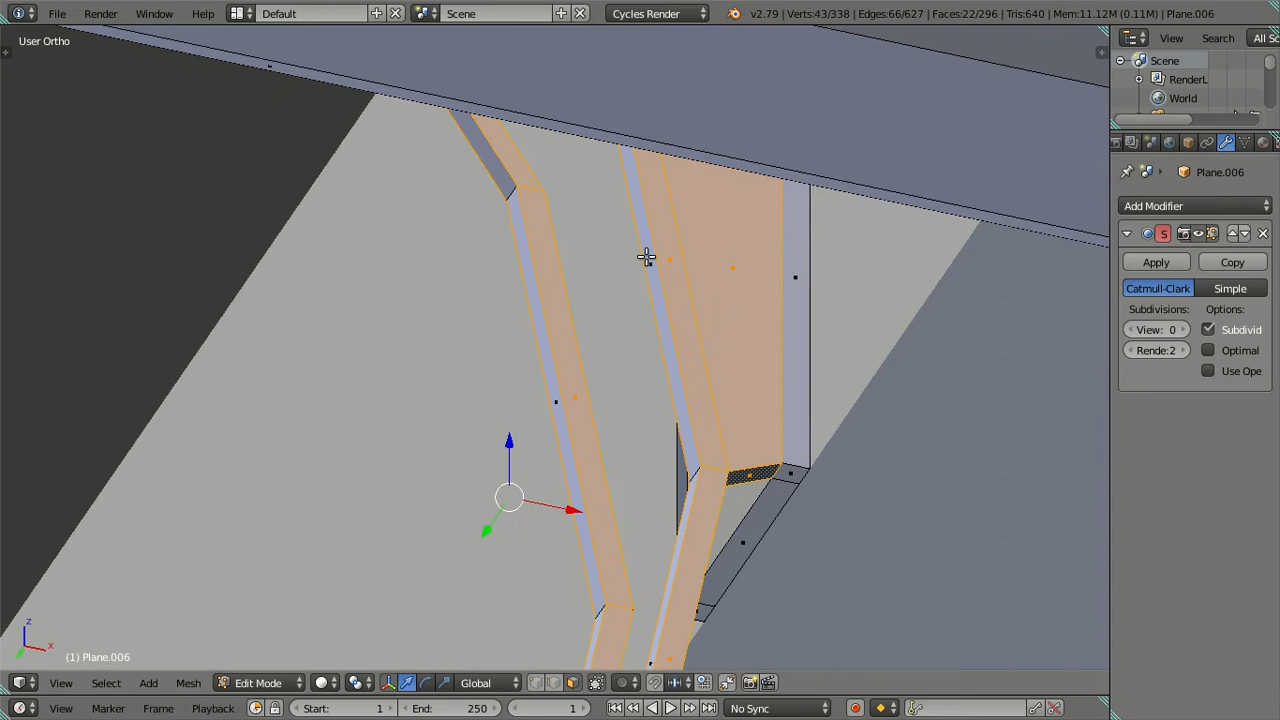 File Render Window Help Default Scene Cycles Render v2.79 | Verts:43/338 | Edges:66/627 | Faces:22/296 | Tris:640 | Mem:11.12M (0.11M) | Plane.006
User Ortho
View Search All Sc
Scene
RenderL
World
Plane.006
Add Modifier
S
Apply Copy
Catmull-Clark Simple
Subdivisions: Options:
View: 0 Subdivid
Rende:2 Optimal
Use Ope
z
x
(1) Plane.006
View Select Add Mesh Edit Mode Global
View Marker Frame Playback Start: 1 End: 250 1 No Sync